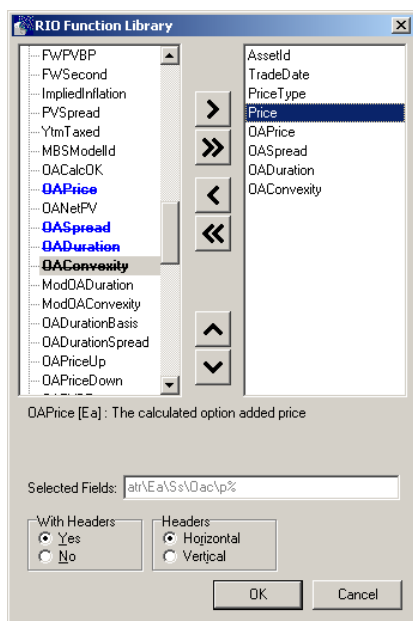 RIO Function Library
FWPVBP
FWSecond
ImpliedInflation
PVSpread
YtmTaxed
MBSModelId
OACalcOK
OAPrice
OANetPV
OASpread
OADuration
OAConvexity
ModOADuration
ModOAConvexity
OADurationBasis
OADurationSpread
OAPriceUp
OAPriceDown
AssetId
TradeDate
PriceType
Price
OAPrice
OASpread
OADuration
OAConvexity
OAPrice [Ea] : The calculated option added price
Selected Fields: atr\Ea\Ss\Oac\p%
With Headers
Yes
No
Headers
Horizontal
Vertical
OK Cancel